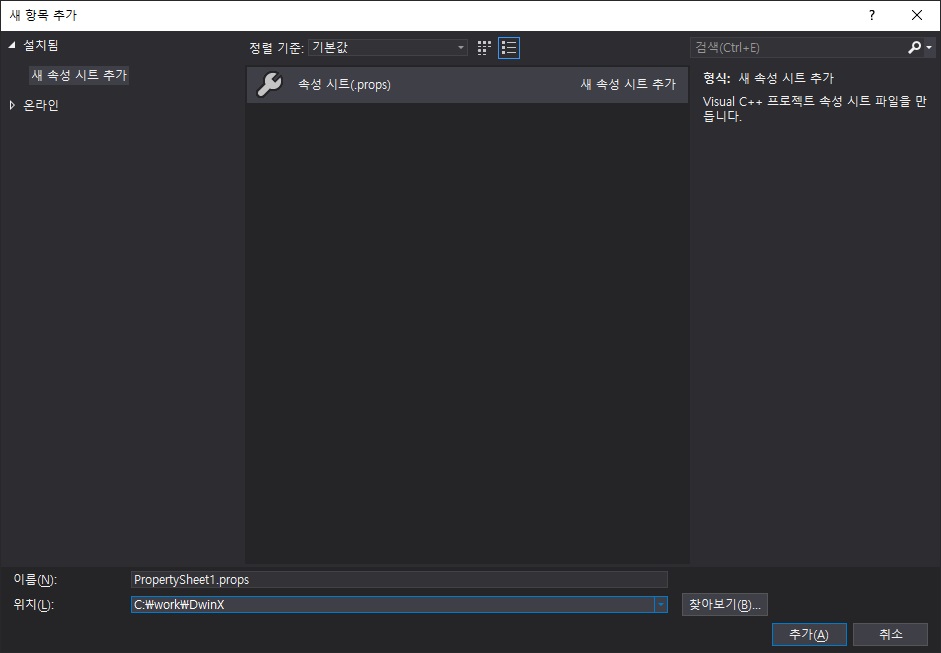 새 항목 추가
?
설치됨
정렬 기준: 기본값
검색(Ctrl+E)
새 속성 시트 추가
속성 시트(.props)
새 속성 시트 추가
형식: 새 속성 시트 추가
온라인
Visual C++ 프로젝트 속성 시트 파일을 만
듭니다.
이름(N):
PropertySheet1.props
위치(L):
C:₩work₩DwinX
찾아보기(B)...
추가(A)
취소